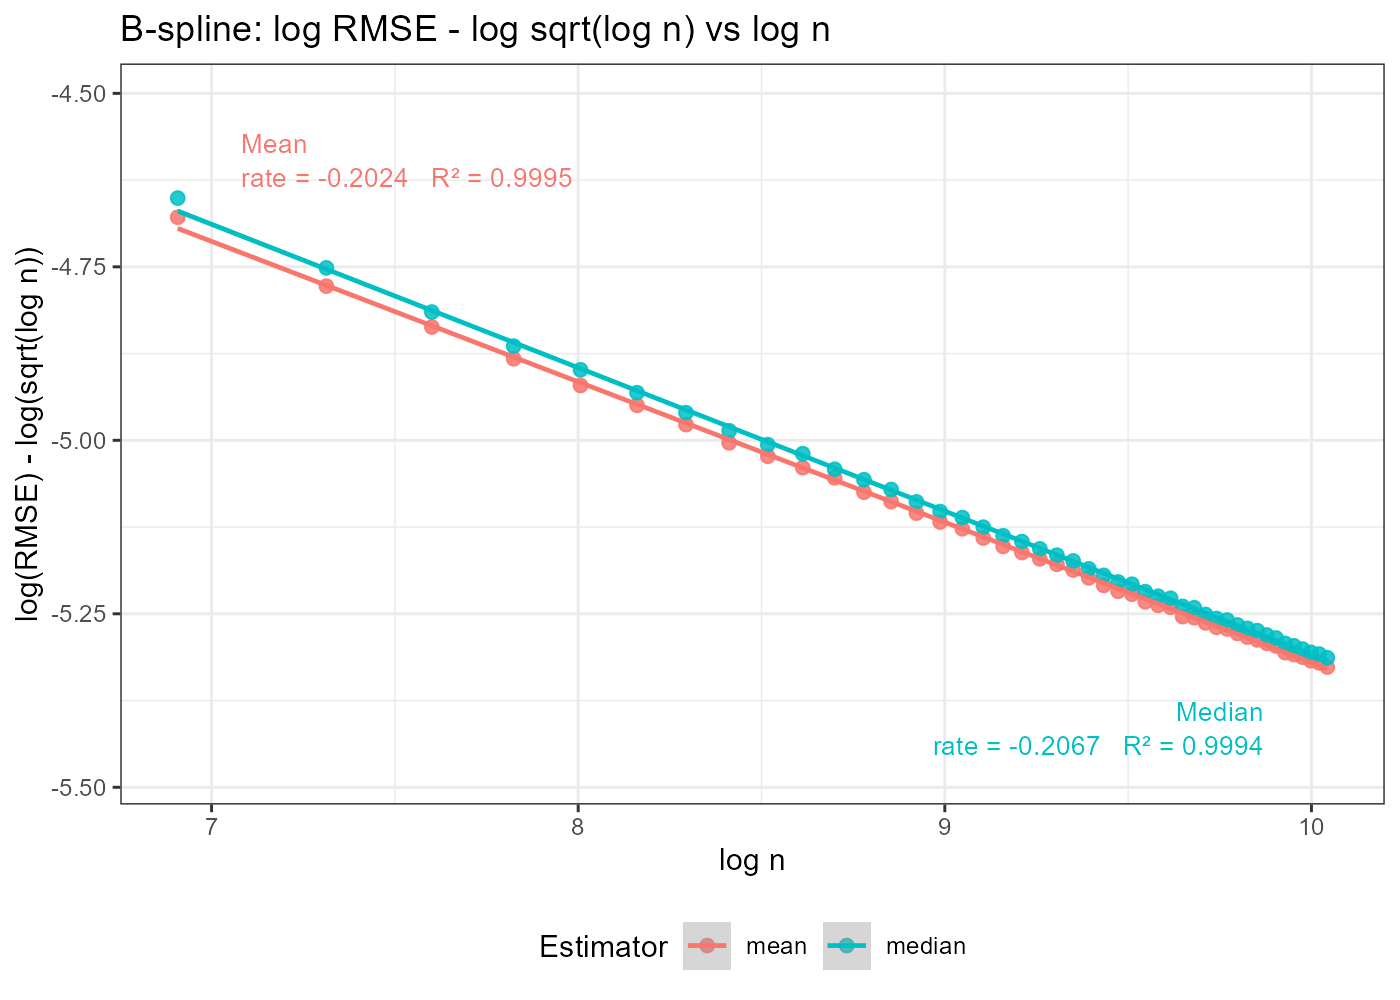 B-spline: log RMSE - log sqrt(log n) vs log n
log(RMSE) - log(sqrt(log n))
-4.50
-4.75
-5.00
-5.25
-5.50
Mean
rate = -0.2024   R² = 0.9995
Median
rate = -0.2067   R² = 0.9994
7 8 9 10
log n
Estimator mean median